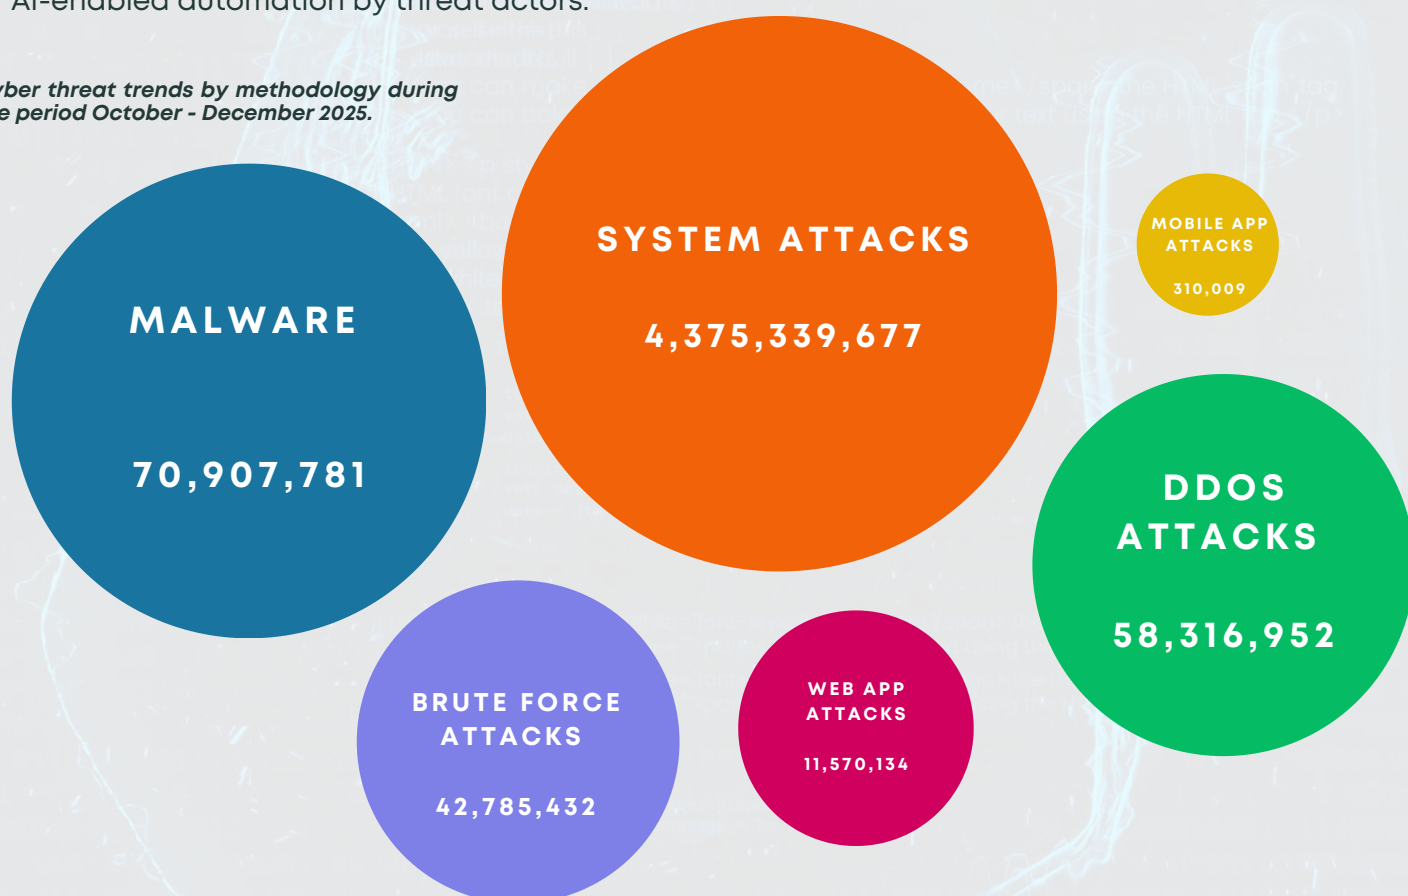 AI-enabled automation by threat actors.
yber threat trends by methodology during
e period October - December 2025.
SYSTEM ATTACKS
4,375,339,677
MALWARE
70,907,781
MOBILE APP
ATTACKS
310,009
DDOS
ATTACKS
58,316,952
BRUTE FORCE
ATTACKS
42,785,432
WEB APP
ATTACKS
11,570,134